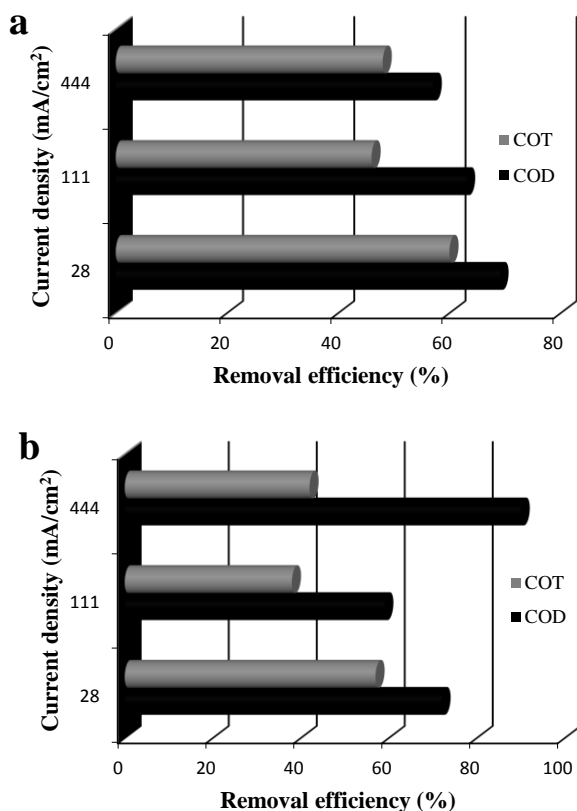 a
Current density (mA/cm²)
444
111
28
COT
COD
0 20 40 60 80
Removal efficiency (%)
b
Current density (mA/cm²)
444
111
28
COT
COD
0 20 40 60 80 100
Removal efficiency (%)